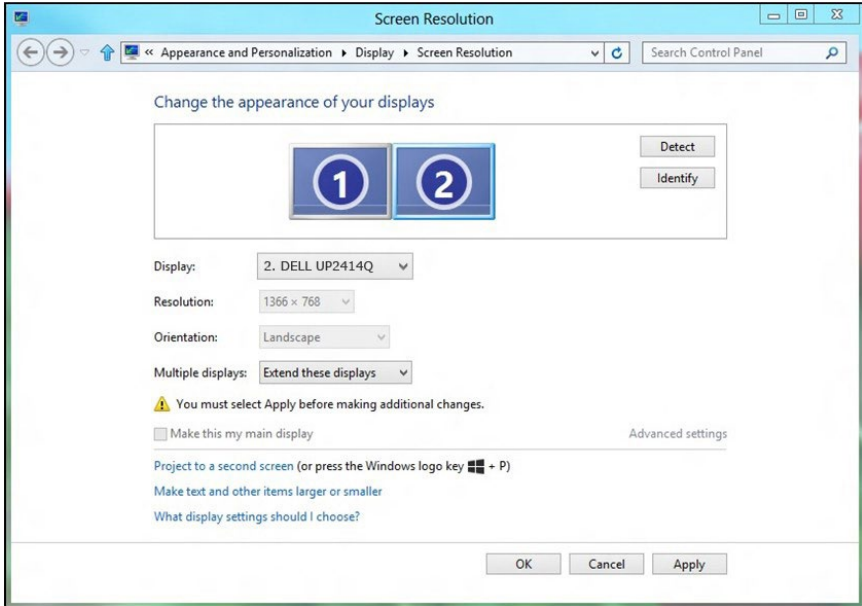 Screen Resolution
« Appearance and Personalization ▸ Display ▸ Screen Resolution
Search Control Panel
Change the appearance of your displays
1 2
Detect
Identify
Display: 2. DELL UP2414Q
Resolution: 1366 × 768
Orientation: Landscape
Multiple displays: Extend these displays
You must select Apply before making additional changes.
Make this my main display Advanced settings
Project to a second screen (or press the Windows logo key + P)
Make text and other items larger or smaller
What display settings should I choose?
OK Cancel Apply